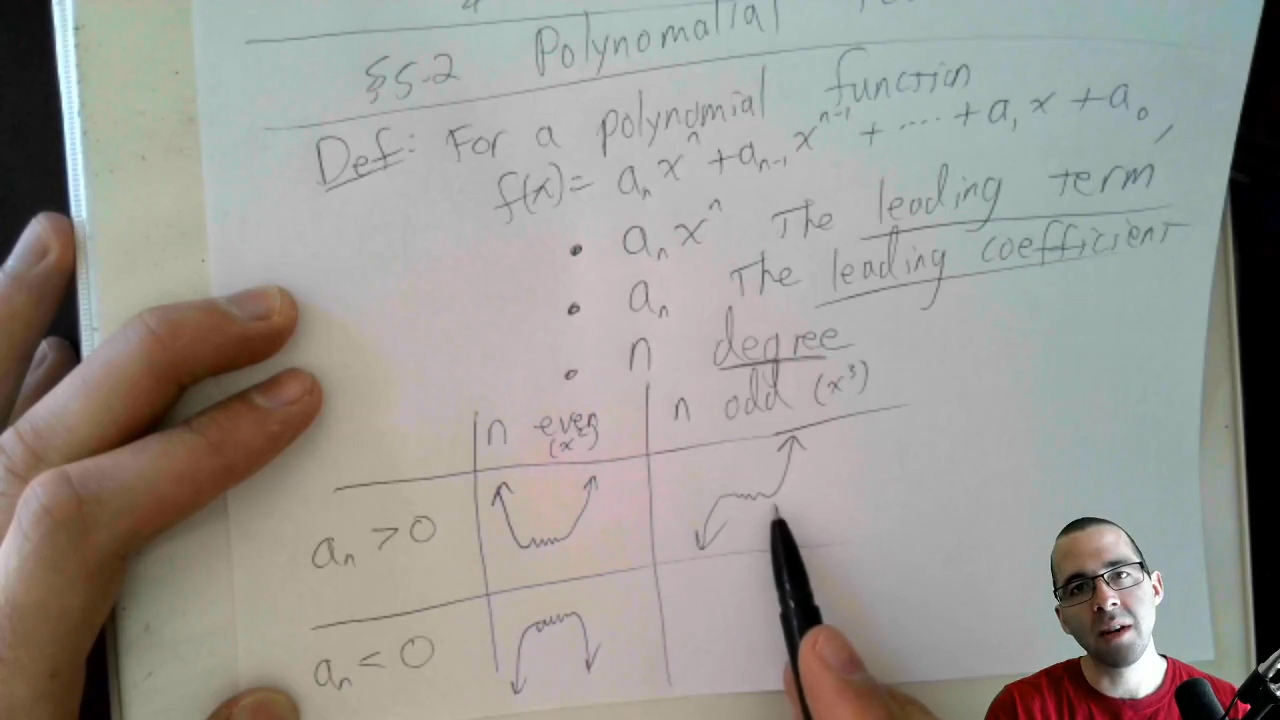 §5.2 Polynomatial
Def: For a polynomial function
f(x) = aₙxⁿ + aₙ₋₁xⁿ⁻¹ + .... + a₁x + a₀,
• aₙxⁿ The leading term
• aₙ The leading coefficient
• n degree
n even (x²) n odd (x³)
aₙ > 0
aₙ < 0